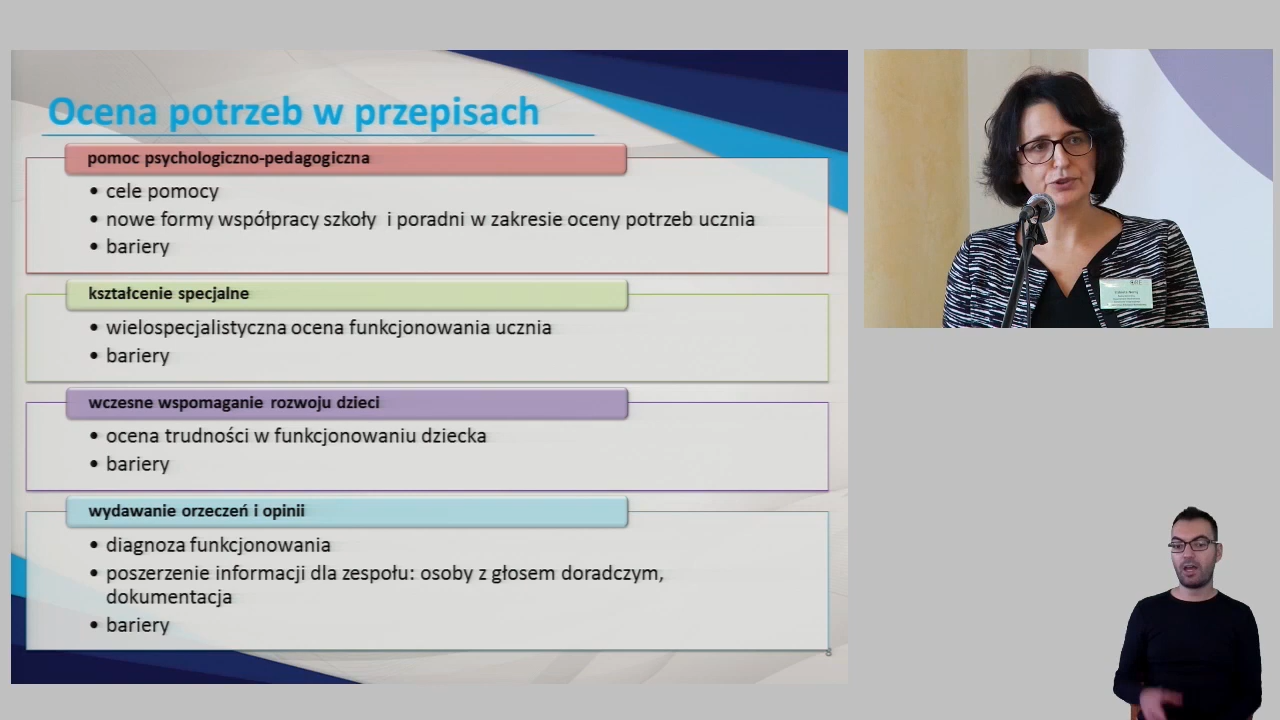 Ocena potrzeb w przepisach
pomoc psychologiczno-pedagogiczna
• cele pomocy
• nowe formy współpracy szkoły i poradni w zakresie oceny potrzeb ucznia
• bariery
kształcenie specjalne
• wielospecjalistyczna ocena funkcjonowania ucznia
• bariery
wczesne wspomaganie rozwoju dzieci
• ocena trudności w funkcjonowaniu dziecka
• bariery
wydawanie orzeczeń i opinii
• diagnoza funkcjonowania
• poszerzenie informacji dla zespołu: osoby z głosem doradczym,
dokumentacja
• bariery
8